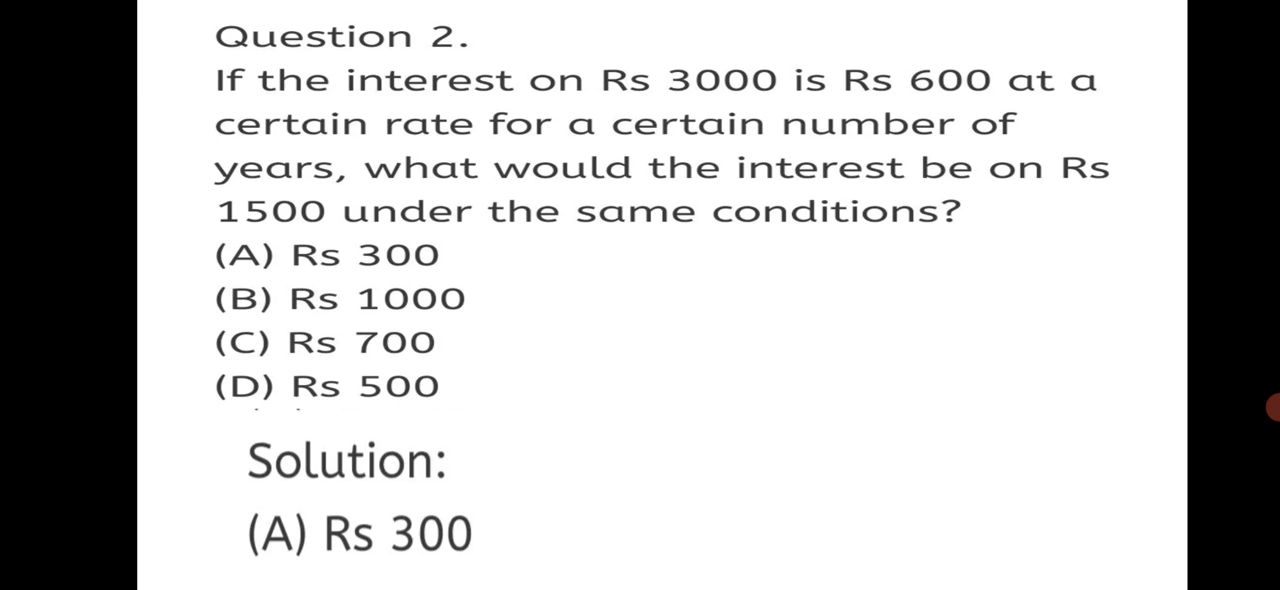 Question 2.
If the interest on Rs 3000 is Rs 600 at a
certain rate for a certain number of
years, what would the interest be on Rs
1500 under the same conditions?
(A) Rs 300
(B) Rs 1000
(C) Rs 700
(D) Rs 500
Solution:
(A) Rs 300